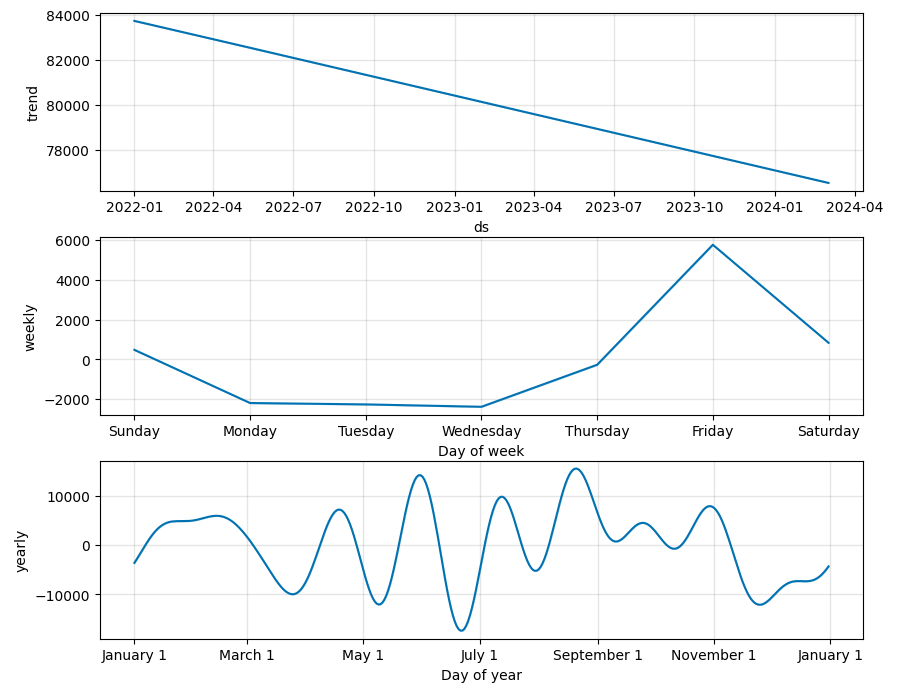 84000
82000
80000
78000
trend
2022-01 2022-04 2022-07 2022-10 2023-01 2023-04 2023-07 2023-10 2024-01 2024-04
ds
6000
4000
2000
0
−2000
weekly
Sunday Monday Tuesday Wednesday Thursday Friday Saturday
Day of week
10000
0
−10000
yearly
January 1 March 1 May 1 July 1 September 1 November 1 January 1
Day of year